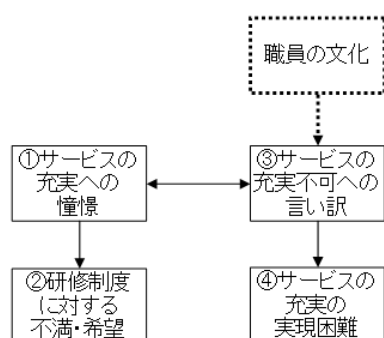 職員の文化
①サービスの
充実への
憧憬
③サービスの
充実不可への
言い訳
②研修制度
に対する
不満・希望
④サービスの
充実の
実現困難